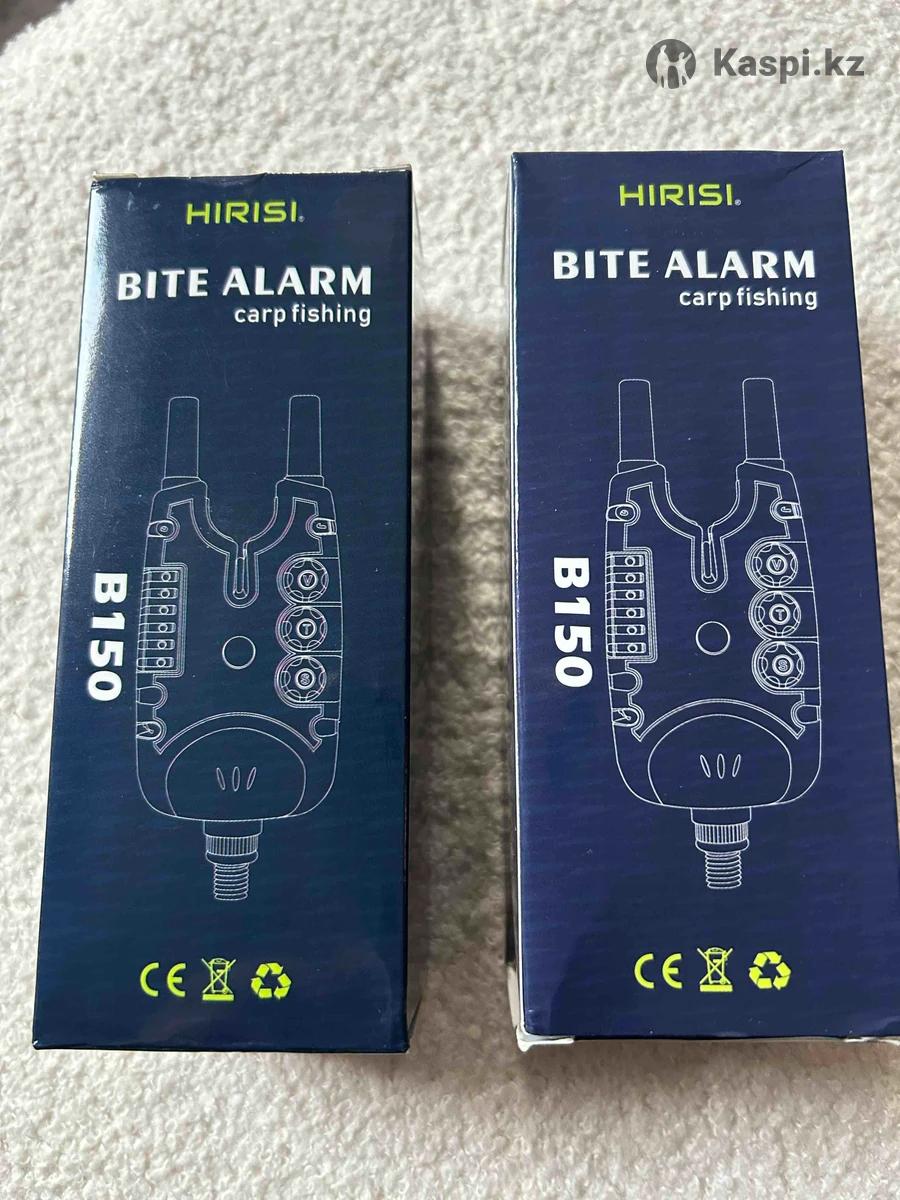 Kaspi.kz
HIRISI®
BITE ALARM
carp fishing
V
T
S
B150
CE
HIRISI®
BITE ALARM
carp fishing
V
T
S
B150
CE